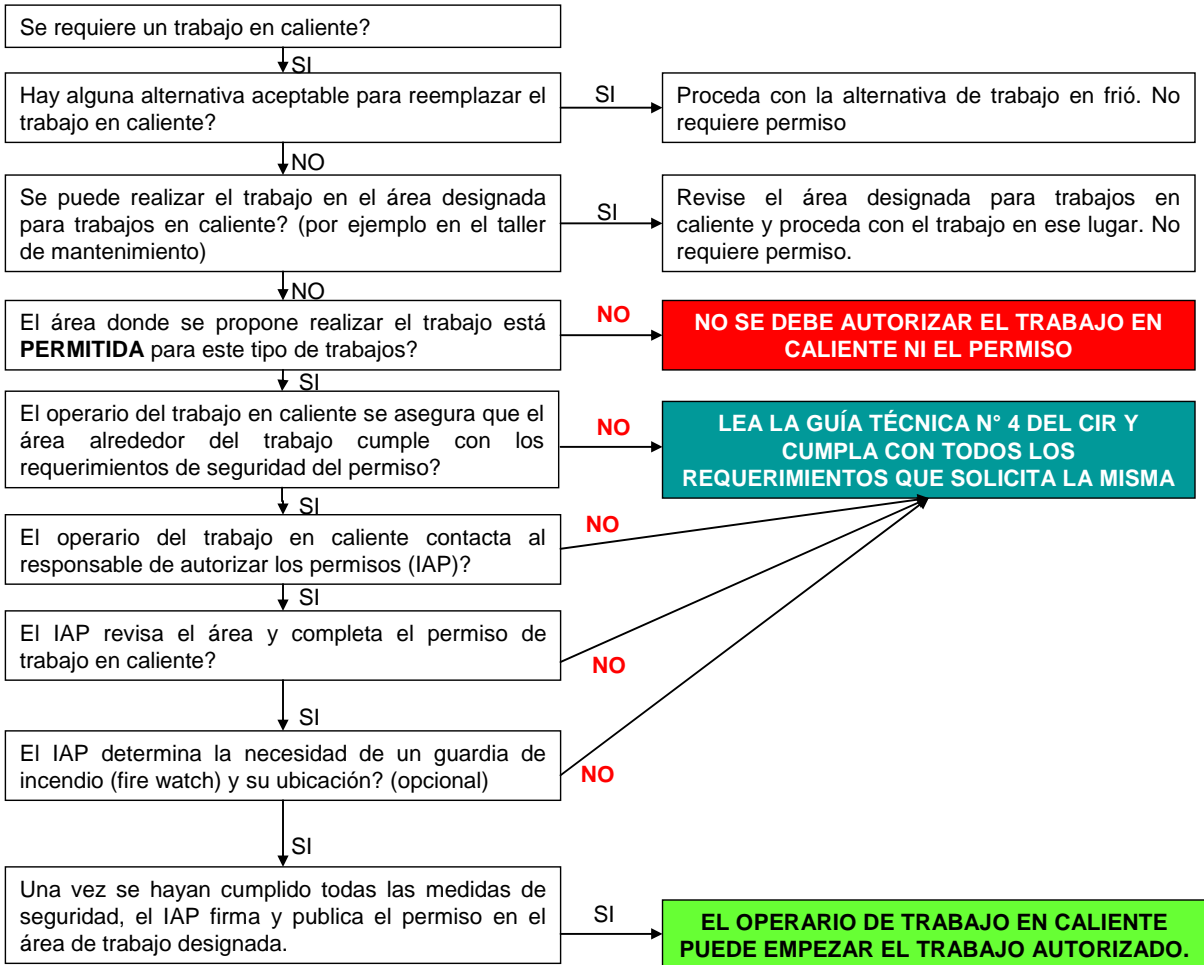 Se requiere un trabajo en caliente?
SI
Hay alguna alternativa aceptable para reemplazar el
trabajo en caliente?
SI
Proceda con la alternativa de trabajo en frió. No
requiere permiso
NO
Se puede realizar el trabajo en el área designada
para trabajos en caliente? (por ejemplo en el taller
de mantenimiento)
SI
Revise el área designada para trabajos en
caliente y proceda con el trabajo en ese lugar. No
requiere permiso.
NO
El área donde se propone realizar el trabajo está
PERMITIDA para este tipo de trabajos?
NO
NO SE DEBE AUTORIZAR EL TRABAJO EN
CALIENTE NI EL PERMISO
SI
El operario del trabajo en caliente se asegura que el
área alrededor del trabajo cumple con los
requerimientos de seguridad del permiso?
NO
LEA LA GUÍA TÉCNICA N° 4 DEL CIR Y
CUMPLA CON TODOS LOS
REQUERIMIENTOS QUE SOLICITA LA MISMA
SI
El operario del trabajo en caliente contacta al
responsable de autorizar los permisos (IAP)?
NO
SI
El IAP revisa el área y completa el permiso de
trabajo en caliente?
NO
SI
El IAP determina la necesidad de un guardia de
incendio (fire watch) y su ubicación? (opcional)
NO
SI
Una vez se hayan cumplido todas las medidas de
seguridad, el IAP firma y publica el permiso en el
área de trabajo designada.
SI
EL OPERARIO DE TRABAJO EN CALIENTE
PUEDE EMPEZAR EL TRABAJO AUTORIZADO.